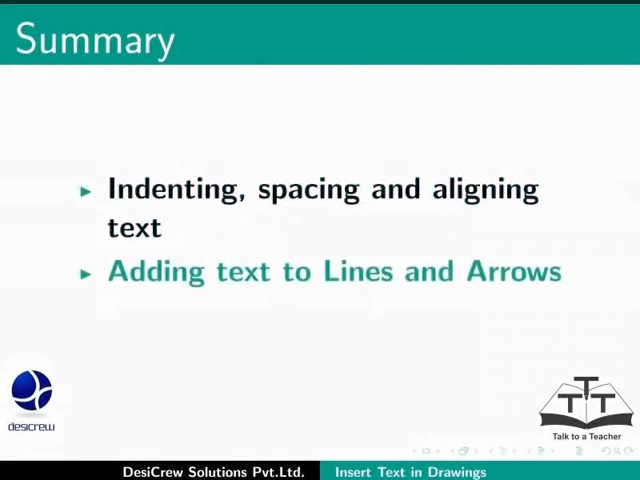 Summary
Indenting, spacing and aligning
text
Adding text to Lines and Arrows
desicrew
T T T
Talk to a Teacher
DesiCrew Solutions Pvt.Ltd. Insert Text in Drawings